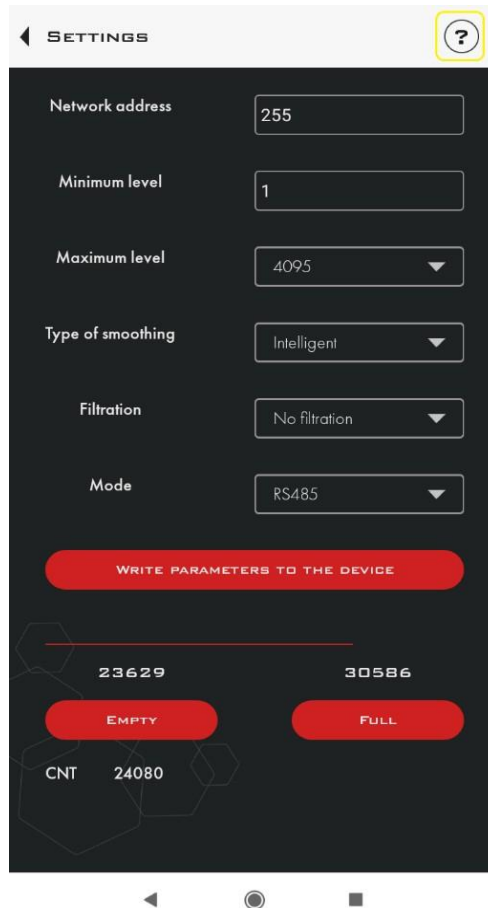 SETTINGS
?
Network address
255
Minimum level
1
Maximum level
4095
Type of smoothing
Intelligent
Filtration
No filtration
Mode
RS485
WRITE PARAMETERS TO THE DEVICE
23629 30586
EMPTY FULL
CNT 24080